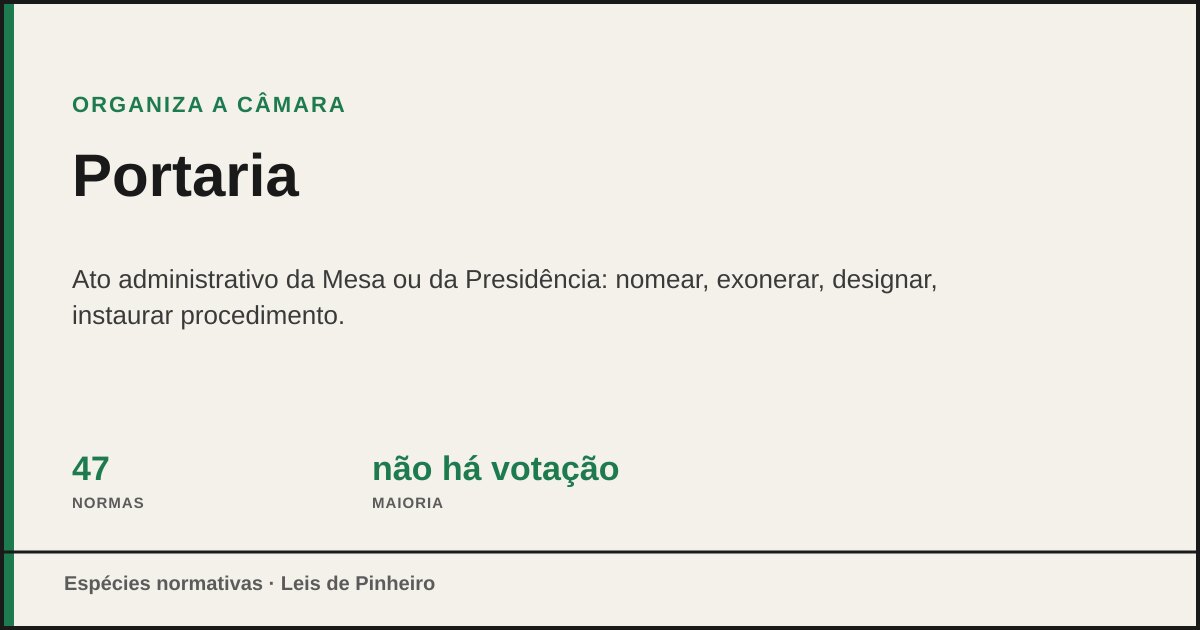 ORGANIZA A CÂMARA
Portaria
Ato administrativo da Mesa ou da Presidência: nomear, exonerar, designar,
instaurar procedimento.
47
NORMAS
não há votação
MAIORIA
Espécies normativas · Leis de Pinheiro